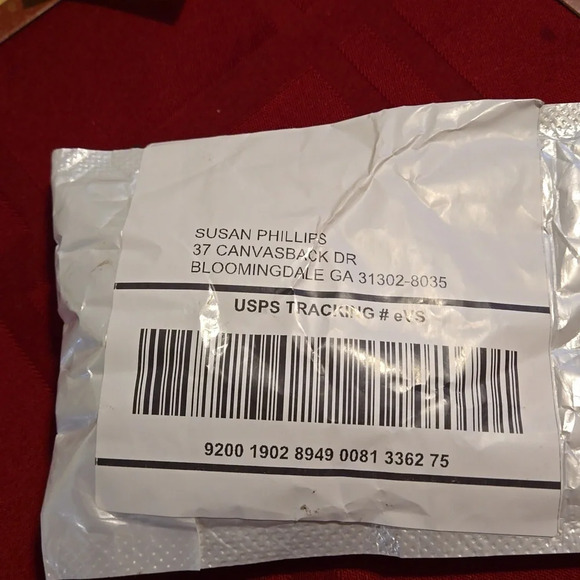 SUSAN PHILLIPS
37 CANVASBACK DR
BLOOMINGDALE GA 31302-8035
USPS TRACKING # eVS
9200 1902 8949 0081 3362 75